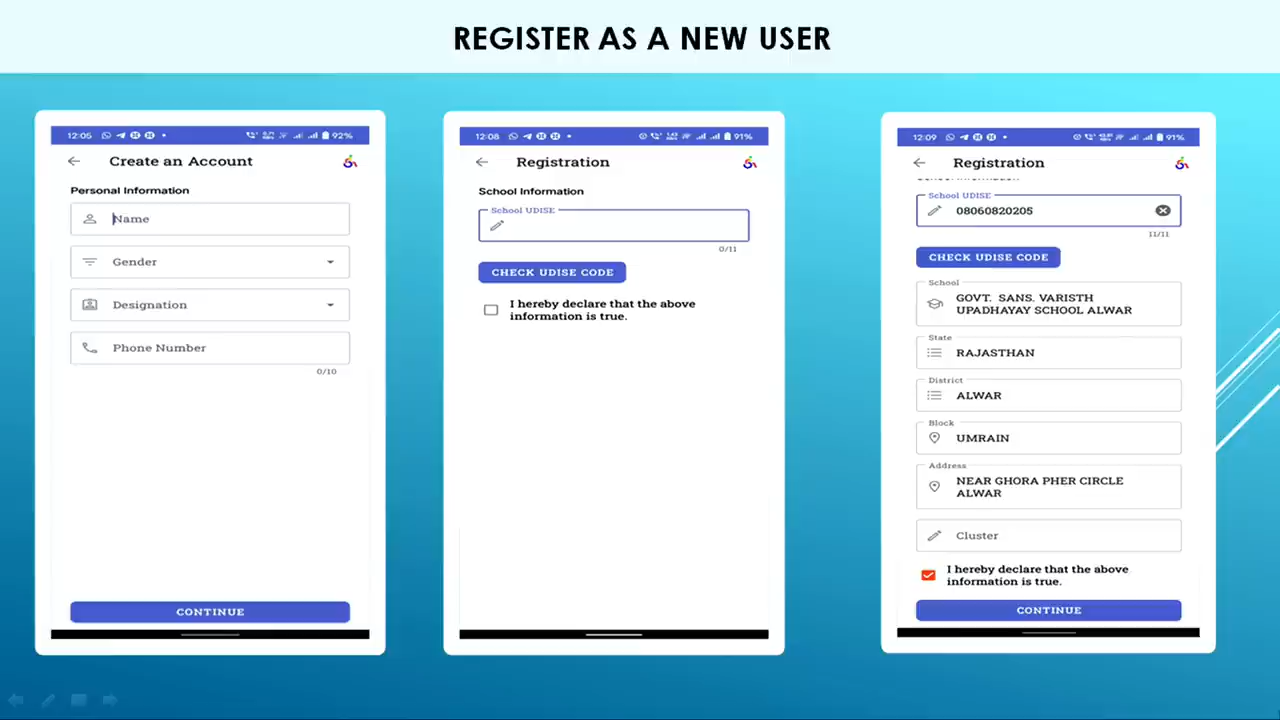 REGISTER AS A NEW USER
12:05
92%
Create an Account
Personal Information
Name
Gender
Designation
Phone Number
0/10
CONTINUE
12:08
91%
Registration
School Information
School UDISE
0/11
CHECK UDISE CODE
I hereby declare that the above
information is true.
12:09
91%
Registration
School UDISE
08060820205
11/11
CHECK UDISE CODE
School
GOVT. SANS. VARISTH
UPADHAYAY SCHOOL ALWAR
State
RAJASTHAN
District
ALWAR
Block
UMRAIN
Address
NEAR GHORA PHER CIRCLE
ALWAR
Cluster
I hereby declare that the above
information is true.
CONTINUE